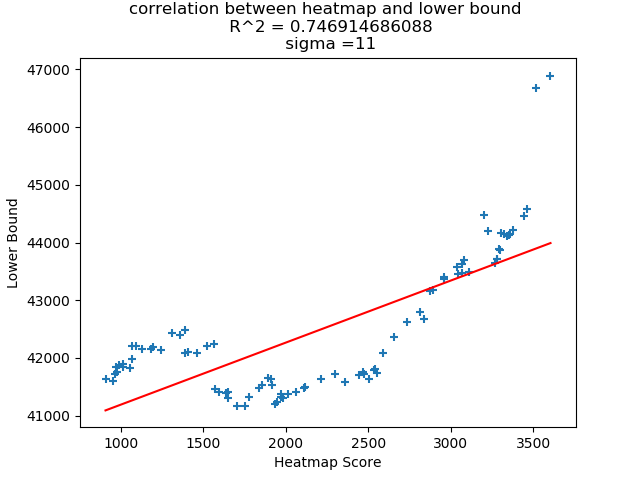 correlation between heatmap and lower bound
R^2 = 0.746914686088
sigma =11
47000
46000
45000
44000
43000
42000
41000
Lower Bound
1000 1500 2000 2500 3000 3500
Heatmap Score